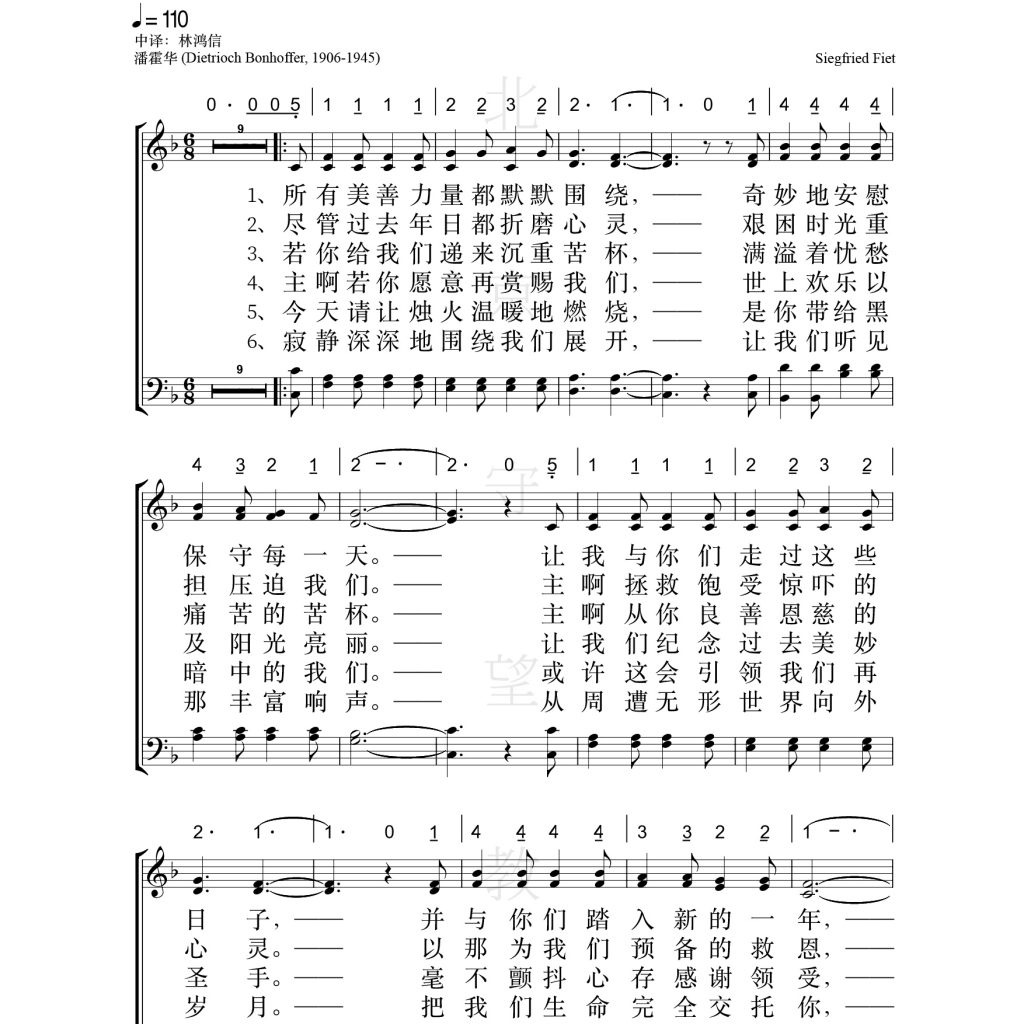 ♩= 110
中译：林鸿信
潘霍华 (Dietrioch Bonhoffer, 1906-1945)
Siegfried Fiet
0 · 0 0 5 | 1 1 1 1 | 2 2 3 2 | 2 · 1 · | 1 · 0 1 | 4 4 4 4
9
1、所有美善力量都默默围绕，—— 奇妙地安慰
2、尽管过去年日都折磨心灵，—— 艰困时光重
3、若你给我们递来沉重苦杯，—— 满溢着忧愁
4、主啊若你愿意再赏赐我们，—— 世上欢乐以
5、今天请让烛火温暖地燃烧，—— 是你带给黑
6、寂静深深地围绕我们展开，—— 让我们听见
9
4 3 2 1 | 2 – · | 2 · 0 5 | 1 1 1 1 | 2 2 3 2
保守每一天。—— 让我与你们走过这些
担压迫我们。—— 主啊拯救饱受惊吓的
痛苦的苦杯。—— 主啊从你良善恩慈的
及阳光亮丽。—— 让我们纪念过去美妙
暗中的我们。—— 或许这会引领我们再
那丰富响声。—— 从周遭无形世界向外
2 · 1 · | 1 · 0 1 | 4 4 4 4 | 3 3 2 2 | 1 – ·
日子，—— 并与你们踏入新的一年，——
心灵。—— 以那为我们预备的救恩，——
圣手。—— 毫不颤抖心存感谢领受，——
岁月。—— 把我们生命完全交托你，——